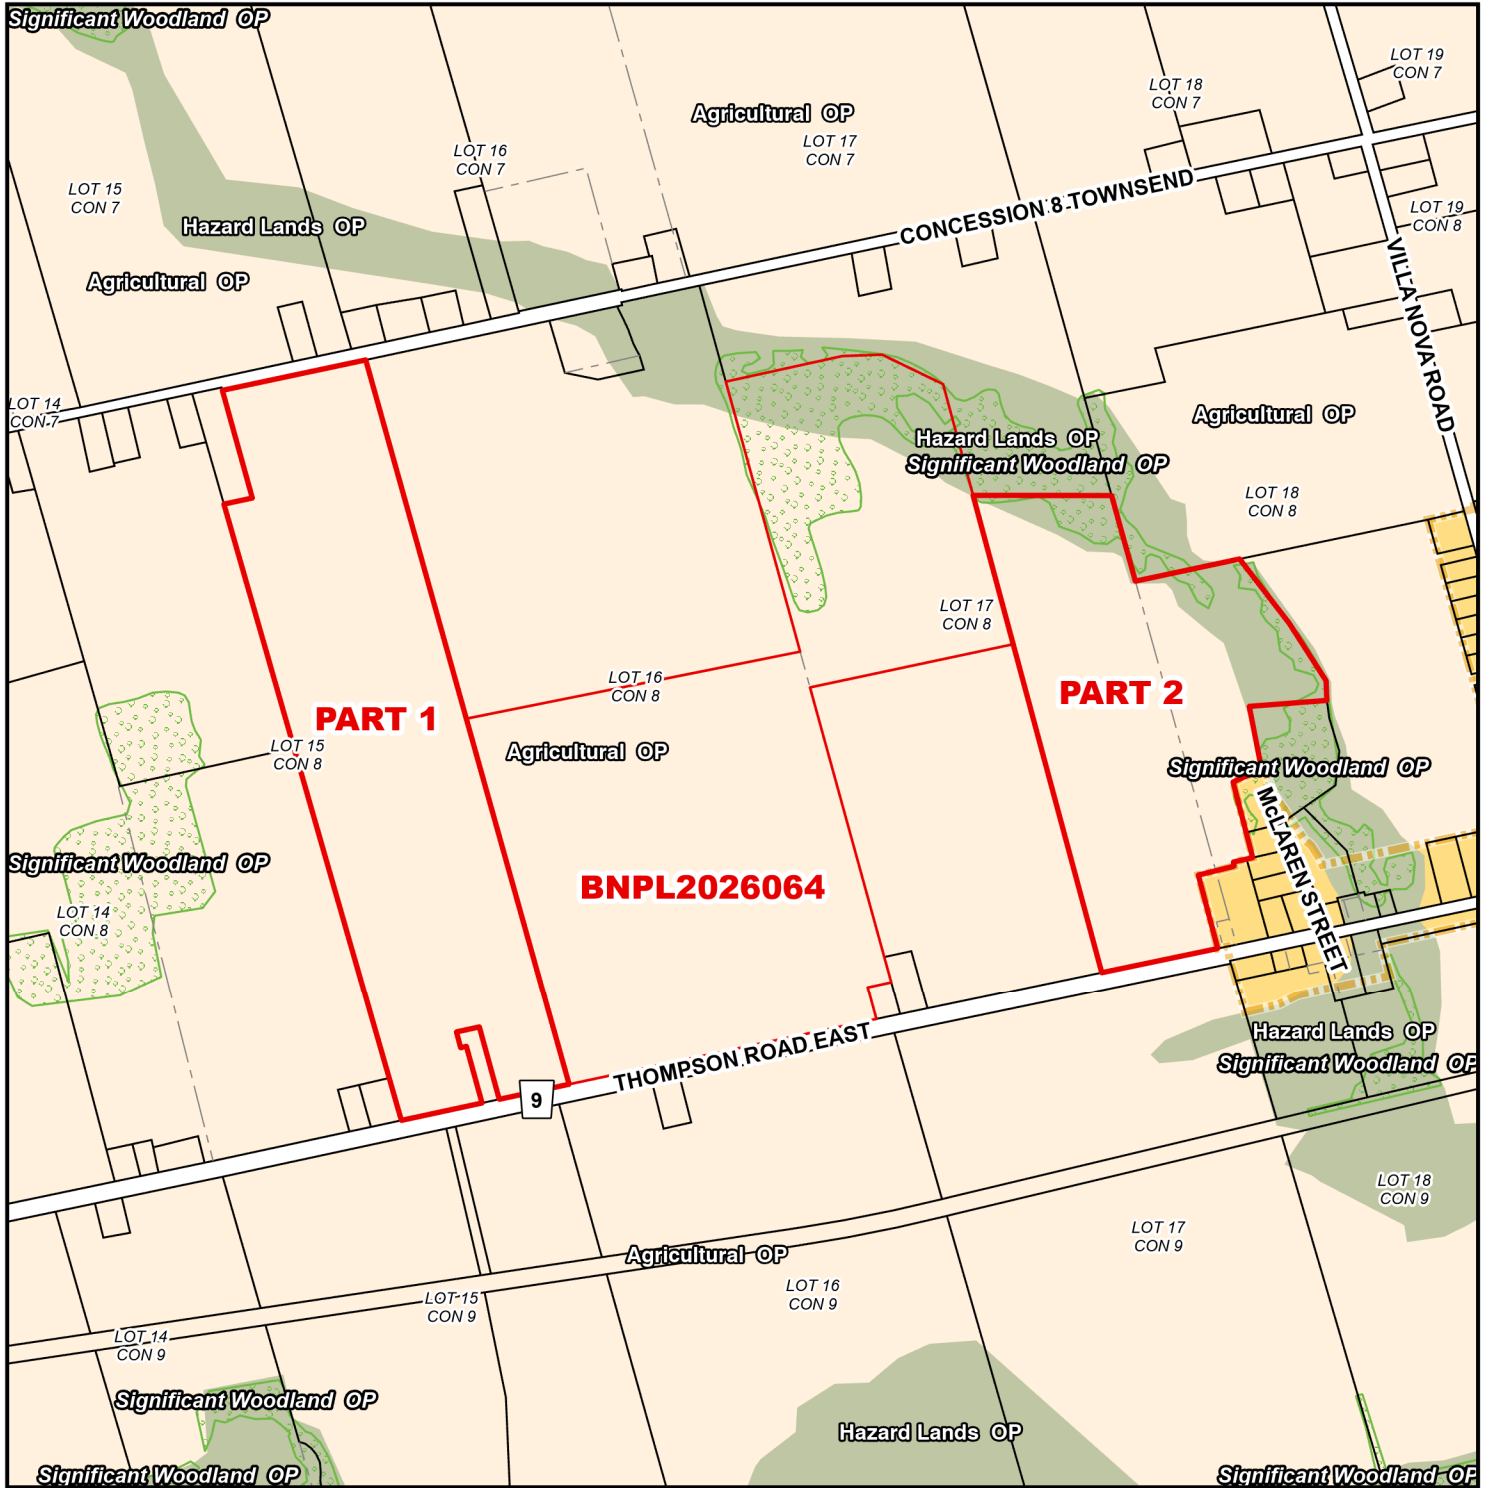 Significant Woodland OP
LOT 19
CON 7
LOT 18
CON 7
Agricultural OP
LOT 17
CON 7
LOT 16
CON 7
LOT 15
CON 7
CONCESSION 8 TOWNSEND
LOT 19
CON 8
Hazard Lands OP
VILLA NOVA ROAD
Agricultural OP
LOT 14
CON 7
Agricultural OP
Hazard Lands OP
Significant Woodland OP
LOT 18
CON 8
LOT 17
CON 8
LOT 16
CON 8
PART 2
PART 1
LOT 15
CON 8
Agricultural OP
Significant Woodland OP
McLAREN STREET
Significant Woodland OP
BNPL2026064
LOT 14
CON 8
Hazard Lands OP
THOMPSON ROAD EAST
Significant Woodland OP
9
LOT 18
CON 9
LOT 17
CON 9
Agricultural OP
LOT 16
CON 9
LOT 15
CON 9
LOT 14
CON 9
Significant Woodland OP
Hazard Lands OP
Significant Woodland OP
Significant Woodland OP